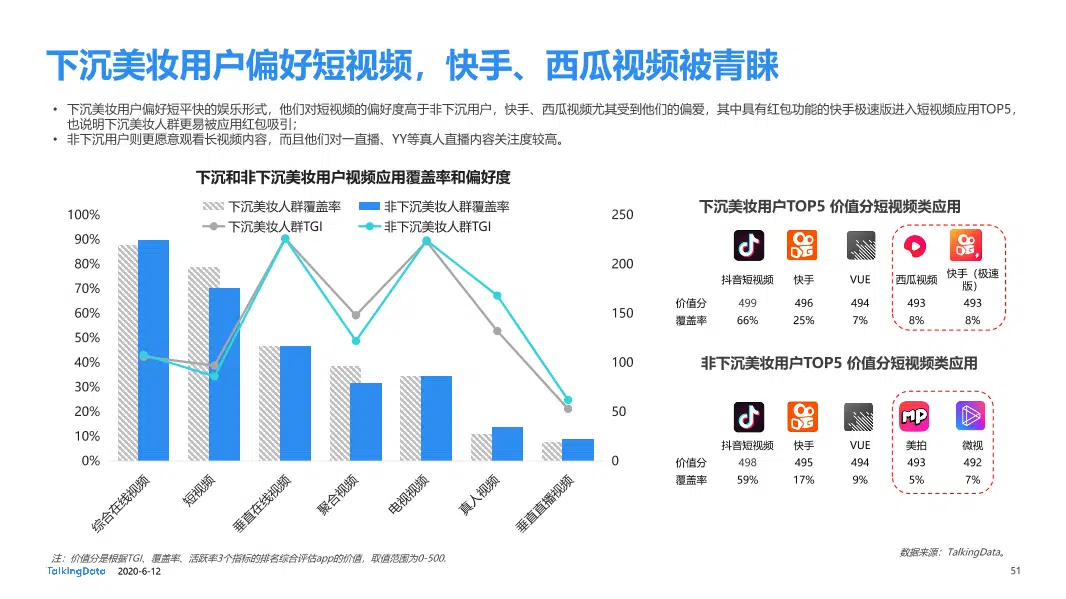 下沉美妆用户偏好短视频，快手、西瓜视频被青睐
• 下沉美妆用户偏好短平快的娱乐形式，他们对短视频的偏好度高于非下沉用户，快手、西瓜视频尤其受到他们的偏爱，其中具有红包功能的快手极速版进入短视频应用TOP5，
也说明下沉美妆人群更易被应用红包吸引；
• 非下沉用户则更愿意观看长视频内容，而且他们对一直播、YY等真人直播内容关注度较高。
下沉和非下沉美妆用户视频应用覆盖率和偏好度
下沉美妆人群覆盖率 非下沉美妆人群覆盖率
下沉美妆人群TGI 非下沉美妆人群TGI
100%
90%
80%
70%
60%
50%
40%
30%
20%
10%
0%
250
200
150
100
50
0
综合在线视频
短视频
垂直在线视频
聚合视频
电视视频
真人视频
垂直直播视频
下沉美妆用户TOP5 价值分短视频类应用
抖音短视频 快手 VUE 西瓜视频 快手（极速
版）
价值分 499 496 494 493 493
覆盖率 66% 25% 7% 8% 8%
非下沉美妆用户TOP5 价值分短视频类应用
MP
抖音短视频 快手 VUE 美拍 微视
价值分 498 495 494 493 492
覆盖率 59% 17% 9% 5% 7%
注：价值分是根据TGI、覆盖率、活跃率3个指标的排名综合评估app的价值，取值范围为0-500.
数据来源：TalkingData。
TalkingData 2020-6-12
51